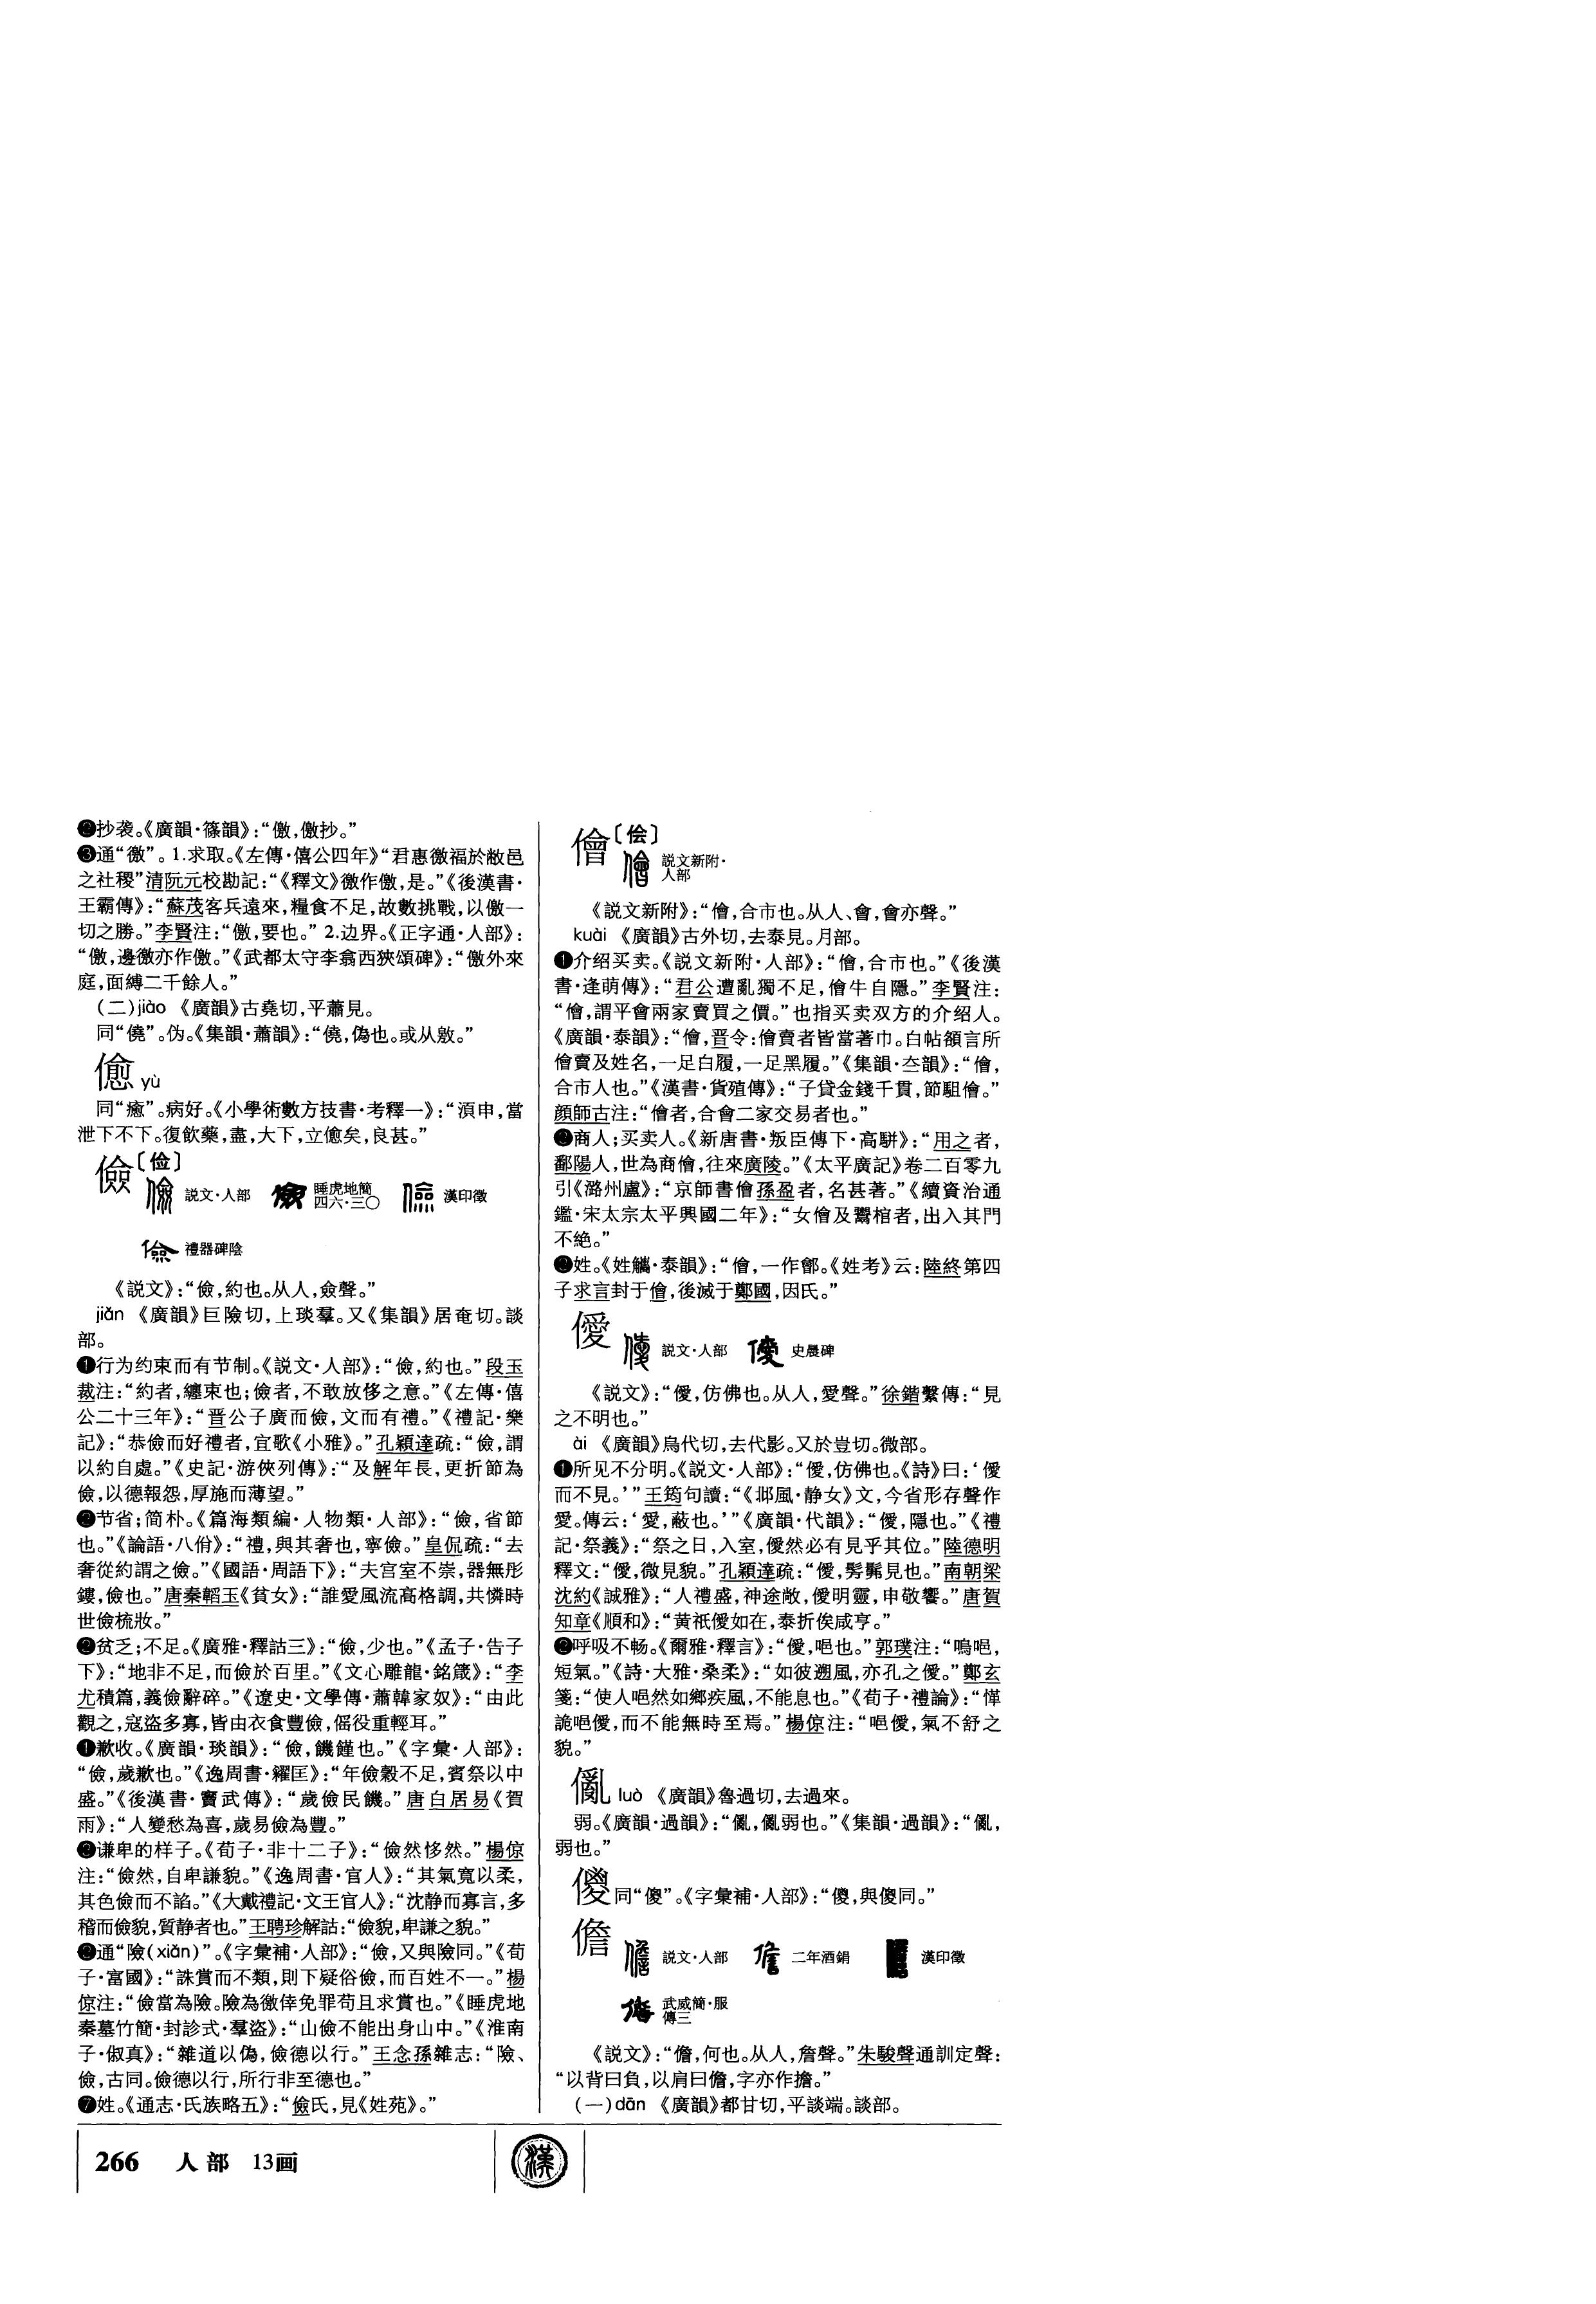 ❷抄袭。《廣韻·篠韻》：“儌，儌抄。”
❸通“徼”。1.求取。《左傳·僖公四年》“君惠徼福於敝邑
之社稷”清阮元校勘記：“《釋文》徼作儌，是。”《後漢書·
王霸傳》：“蘇茂客兵遠來，糧食不足，故數挑戰，以儌一
切之勝。”李賢注：“儌，要也。” 2.边界。《正字通·人部》：
“儌，邊徼亦作儌。”《武都太守李翕西狹頌碑》：“儌外來
庭，面縛二千餘人。”
(二)jiāo 《廣韻》古堯切，平蕭見。
同“僥”。伪。《集韻·蕭韻》：“僥，偽也。或从敫。”
㒁 yù
同“癒”。病好。《小學術數方技書·考釋一》：“湏申，當
泄下不下。復飲藥，盡，大下，立㒁矣，良甚。”
儉〔俭〕
説文·人部 睡虎地簡四六·三〇 漢印徵
禮器碑陰
《説文》：“儉，約也。从人，僉聲。”
jiǎn 《廣韻》巨險切，上琰羣。又《集韻》居奄切。談
部。
❶行为约束而有节制。《説文·人部》：“儉，約也。”段玉
裁注：“約者，纏束也；儉者，不敢放侈之意。”《左傳·僖
公二十三年》：“晋公子廣而儉，文而有禮。”《禮記·樂
記》：“恭儉而好禮者，宜歌《小雅》。”孔穎達疏：“儉，謂
以約自處。”《史記·游俠列傳》：“及解年長，更折節為
儉，以德報怨，厚施而薄望。”
❷节省；简朴。《篇海類編·人物類·人部》：“儉，省節
也。”《論語·八佾》：“禮，與其奢也，寧儉。”皇侃疏：“去
奢從約謂之儉。”《國語·周語下》：“夫宫室不崇，器無彤
鏤，儉也。”唐秦韜玉《貧女》：“誰愛風流高格調，共憐時
世儉梳妝。”
❷贫乏；不足。《廣雅·釋詁三》：“儉，少也。”《孟子·告子
下》：“地非不足，而儉於百里。”《文心雕龍·銘箴》：“李
尤積篇，義儉辭碎。”《遼史·文學傳·蕭韓家奴》：“由此
觀之，寇盜多寡，皆由衣食豐儉，傜役重輕耳。”
❶歉收。《廣韻·琰韻》：“儉，饑饉也。”《字彙·人部》：
“儉，歲歉也。”《逸周書·糴匡》：“年儉穀不足，賓祭以中
盛。”《後漢書·竇武傳》：“歲儉民饑。”唐白居易《賀
雨》：“人變愁為喜，歲易儉為豐。”
❷谦卑的样子。《荀子·非十二子》：“儉然恀然。”楊倞
注：“儉然，自卑謙貌。”《逸周書·官人》：“其氣寬以柔，
其色儉而不諂。”《大戴禮記·文王官人》：“沈静而寡言，多
稽而儉貌，質静者也。”王聘珍解詁：“儉貌，卑謙之貌。”
❷通“險(xiǎn)”。《字彙補·人部》：“儉，又與險同。”《荀
子·富國》：“誅賞而不類，則下疑俗儉，而百姓不一。”楊
倞注：“儉當為險。險為徼倖免罪苟且求賞也。”《睡虎地
秦墓竹簡·封診式·羣盜》：“山儉不能出身山中。”《淮南
子·俶真》：“雜道以偽，儉德以行。”王念孫雜志：“險、
儉，古同。儉德以行，所行非至德也。”
❼姓。《通志·氏族略五》：“儉氏，見《姓苑》。”
儈〔侩〕
説文新附·人部
《説文新附》：“儈，合市也。从人、會，會亦聲。”
kuài 《廣韻》古外切，去泰見。月部。
❶介绍买卖。《説文新附·人部》：“儈，合市也。”《後漢
書·逢萌傳》：“君公遭亂獨不足，儈牛自隱。”李賢注：
“儈，謂平會兩家賣買之價。”也指买卖双方的介绍人。
《廣韻·泰韻》：“儈，晋令：儈賣者皆當著巾。白帖額言所
儈賣及姓名，一足白履，一足黑履。”《集韻·夳韻》：“儈，
合市人也。”《漢書·貨殖傳》：“子貸金錢千貫，節駔儈。”
顔師古注：“儈者，合會二家交易者也。”
❷商人；买卖人。《新唐書·叛臣傳下·高駢》：“用之者，
鄱陽人，世為商儈，往來廣陵。”《太平廣記》卷二百零九
引《潞州盧》：“京師書儈孫盈者，名甚著。”《續資治通
鑑·宋太宗太平興國二年》：“女儈及鬻棺者，出入其門
不絶。”
❷姓。《姓觿·泰韻》：“儈，一作鄶。《姓考》云：陸終第四
子求言封于儈，後滅于鄭國，因氏。”
僾
説文·人部 史晨碑
《説文》：“僾，仿佛也。从人，愛聲。”徐鍇繫傳：“見
之不明也。”
ài 《廣韻》烏代切，去代影。又於豈切。微部。
❶所见不分明。《説文·人部》：“僾，仿佛也。《詩》曰：‘僾
而不見。’”王筠句讀：“《邶風·静女》文，今省形存聲作
愛。傳云：‘愛，蔽也。’”《廣韻·代韻》：“僾，隱也。”《禮
記·祭義》：“祭之日，入室，僾然必有見乎其位。”陸德明
釋文：“僾，微見貌。”孔穎達疏：“僾，髣髴見也。”南朝梁
沈約《誠雅》：“人禮盛，神途敞，僾明靈，申敬饗。”唐賀
知章《順和》：“黄祇僾如在，泰折俟咸亨。”
❷呼吸不畅。《爾雅·釋言》：“僾，唈也。”郭璞注：“嗚唈，
短氣。”《詩·大雅·桑柔》：“如彼遡風，亦孔之僾。”鄭玄
箋：“使人唈然如鄉疾風，不能息也。”《荀子·禮論》：“愅
詭唈僾，而不能無時至焉。”楊倞注：“唈僾，氣不舒之
貌。”
㒩 luò 《廣韻》魯過切，去過來。
弱。《廣韻·過韻》：“㒩，㒩弱也。”《集韻·過韻》：“㒩，
弱也。”
同“傻”。《字彙補·人部》：“傻，與傻同。”
儋
説文·人部 二年酒鋗 漢印徵
武威簡·服傳三
《説文》：“儋，何也。从人，詹聲。”朱駿聲通訓定聲：
“以背曰負，以肩曰儋，字亦作擔。”
(一)dān 《廣韻》都甘切，平談端。談部。
266 人部 13画
漢